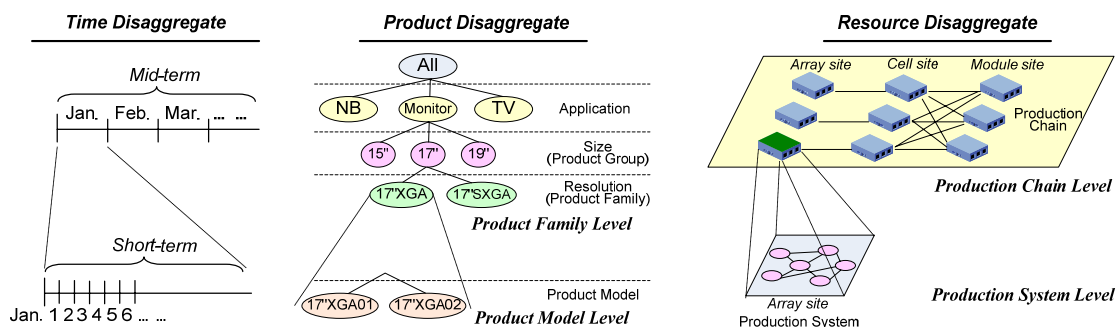 Time Disaggregate
Mid-term
Jan. Feb. Mar. ... ...
Short-term
Jan. 1 2 3 4 5 6 ... ...
Product Disaggregate
All
NB Monitor TV Application
15" 17" 19" Size
(Product Group)
17"XGA 17"SXGA Resolution
(Product Family)
Product Family Level
Product Model
17"XGA01 17"XGA02
Product Model Level
Resource Disaggregate
Array site Cell site Module site
Production
Chain
Production Chain Level
Array site
Production System
Production System Level